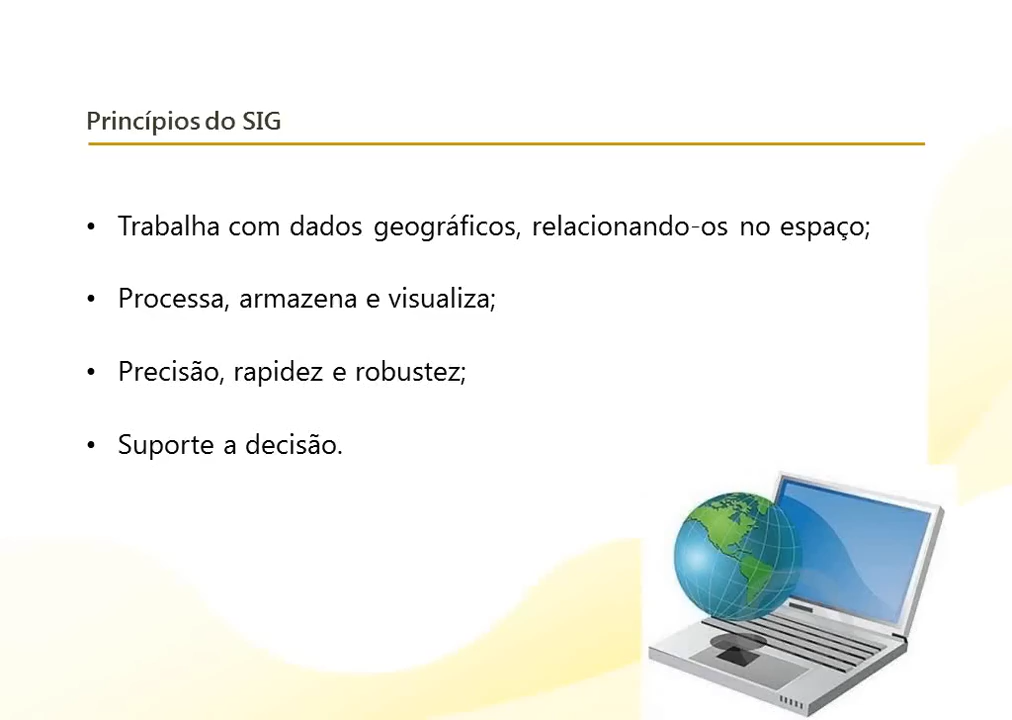 Princípios do SIG
• Trabalha com dados geográficos, relacionando-os no espaço;
• Processa, armazena e visualiza;
• Precisão, rapidez e robustez;
• Suporte a decisão.